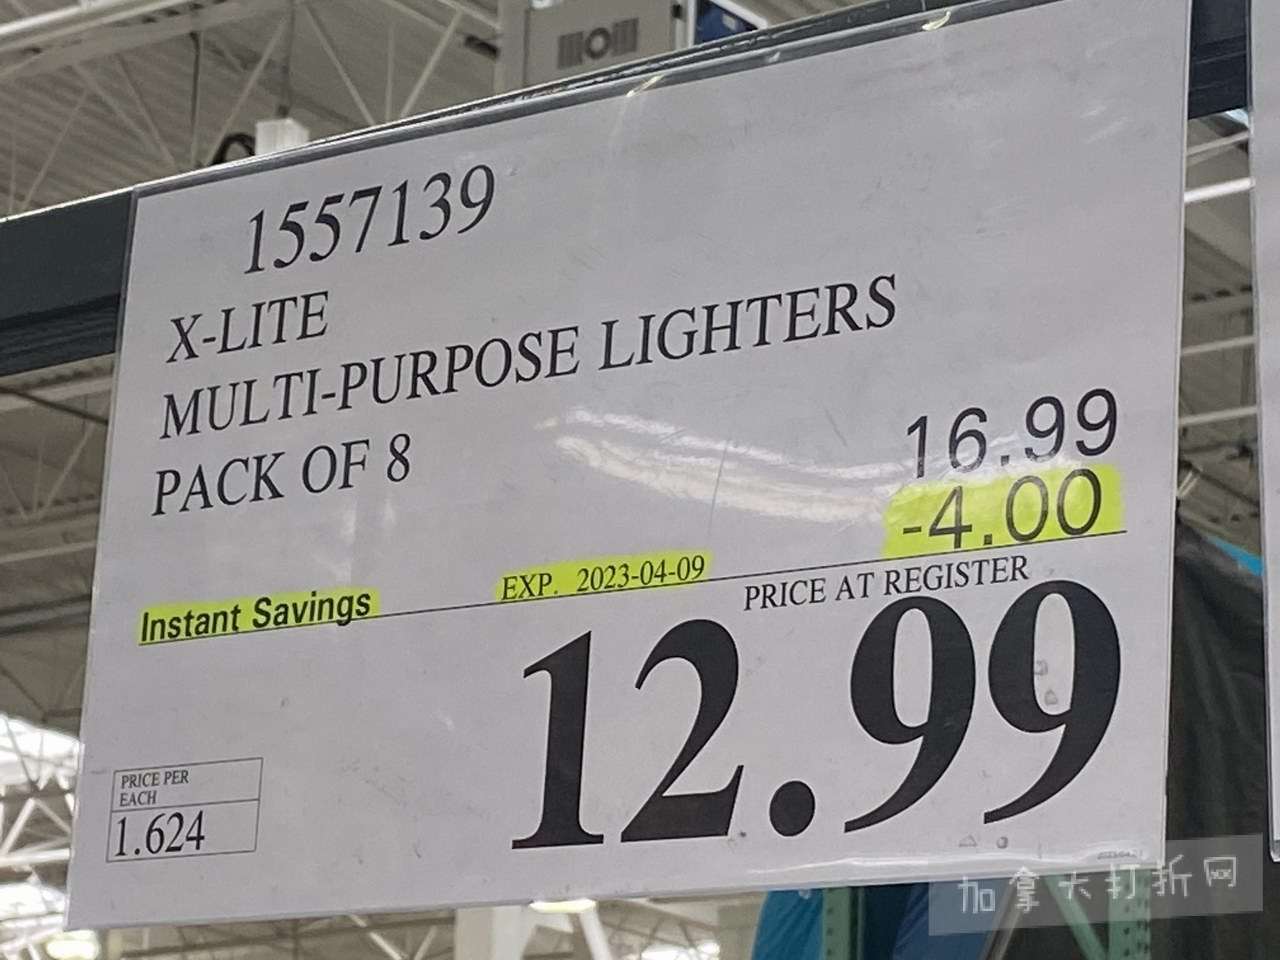 1557139
X-LITE
MULTI-PURPOSE LIGHTERS
PACK OF 8
16.99
-4.00
Instant Savings
EXP. 2023-04-09
PRICE AT REGISTER
12.99
PRICE PER
EACH
1.624
加拿大打折网